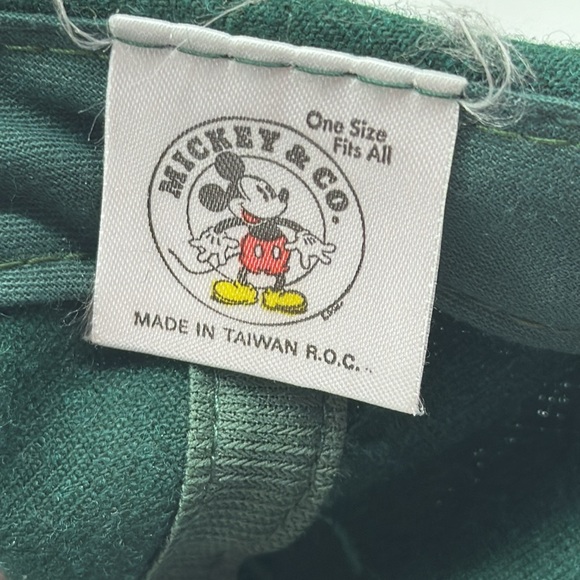 One Size
Fits All
MICKEY & CO.
MADE IN TAIWAN R.O.C.